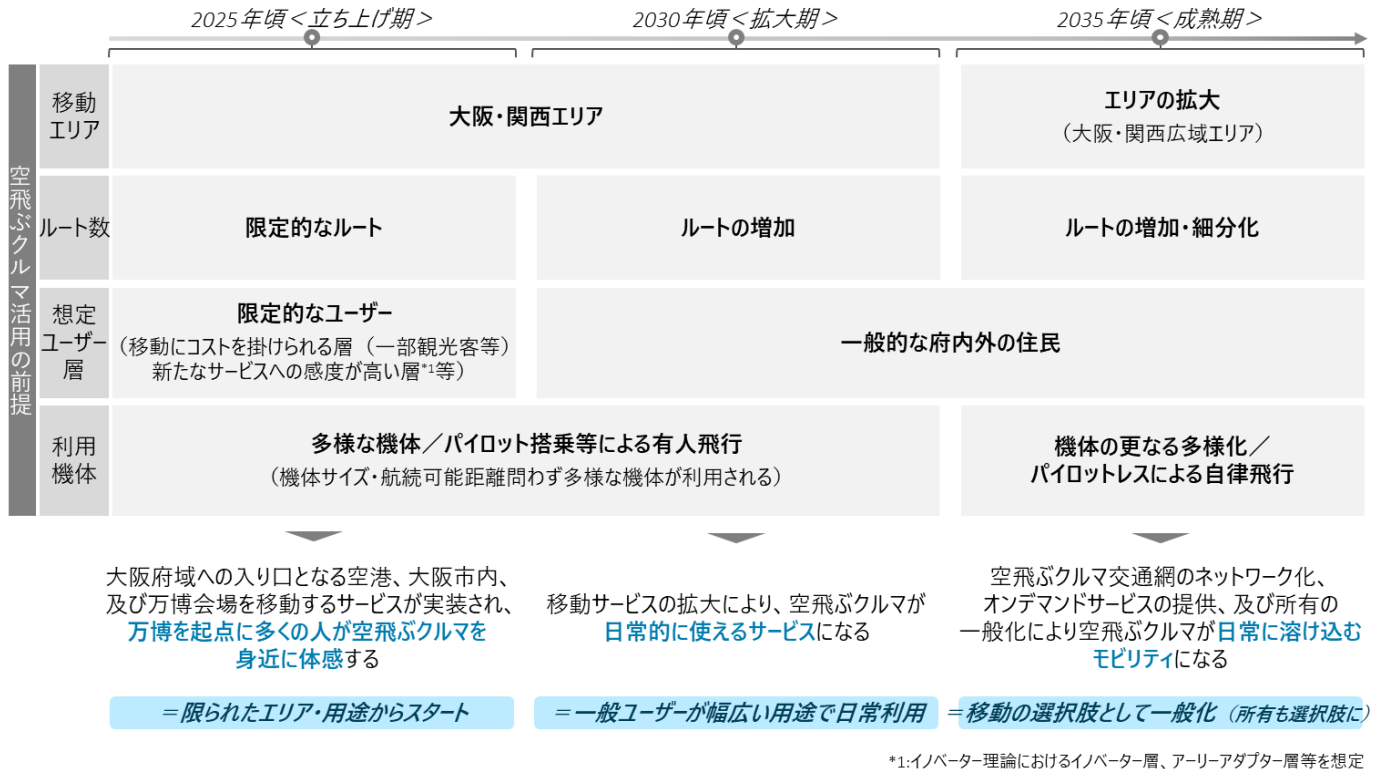 2025年頃＜立ち上げ期＞
2030年頃＜拡大期＞
2035年頃＜成熟期＞
空飛ぶクルマ活用の前提
移動
エリア
大阪・関西エリア
エリアの拡大
（大阪・関西広域エリア）
ルート数
限定的なルート
ルートの増加
ルートの増加・細分化
想定
ユーザー
層
限定的なユーザー
（移動にコストを掛けられる層（一部観光客等）
新たなサービスへの感度が高い層*1等）
一般的な府内外の住民
利用
機体
多様な機体／パイロット搭乗等による有人飛行
（機体サイズ・航続可能距離問わず多様な機体が利用される）
機体の更なる多様化／
パイロットレスによる自律飛行
大阪府域への入り口となる空港、大阪市内、
及び万博会場を移動するサービスが実装され、
万博を起点に多くの人が空飛ぶクルマを
身近に体感する
移動サービスの拡大により、空飛ぶクルマが
日常的に使えるサービスになる
空飛ぶクルマ交通網のネットワーク化、
オンデマンドサービスの提供、及び所有の
一般化により空飛ぶクルマが日常に溶け込む
モビリティになる
＝限られたエリア・用途からスタート
＝一般ユーザーが幅広い用途で日常利用
＝移動の選択肢として一般化（所有も選択肢に）
*1:イノベーター理論におけるイノベーター層、アーリーアダプター層等を想定